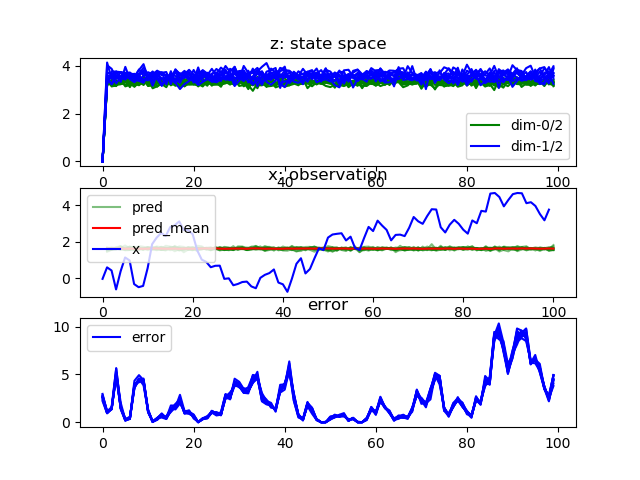 z: state space
4
2
0
dim-0/2
dim-1/2
0 20 40 60 80 100
x: observation
4
2
0
pred
pred_mean
x
0 20 40 60 80 100
error
10
5
0
error
0 20 40 60 80 100